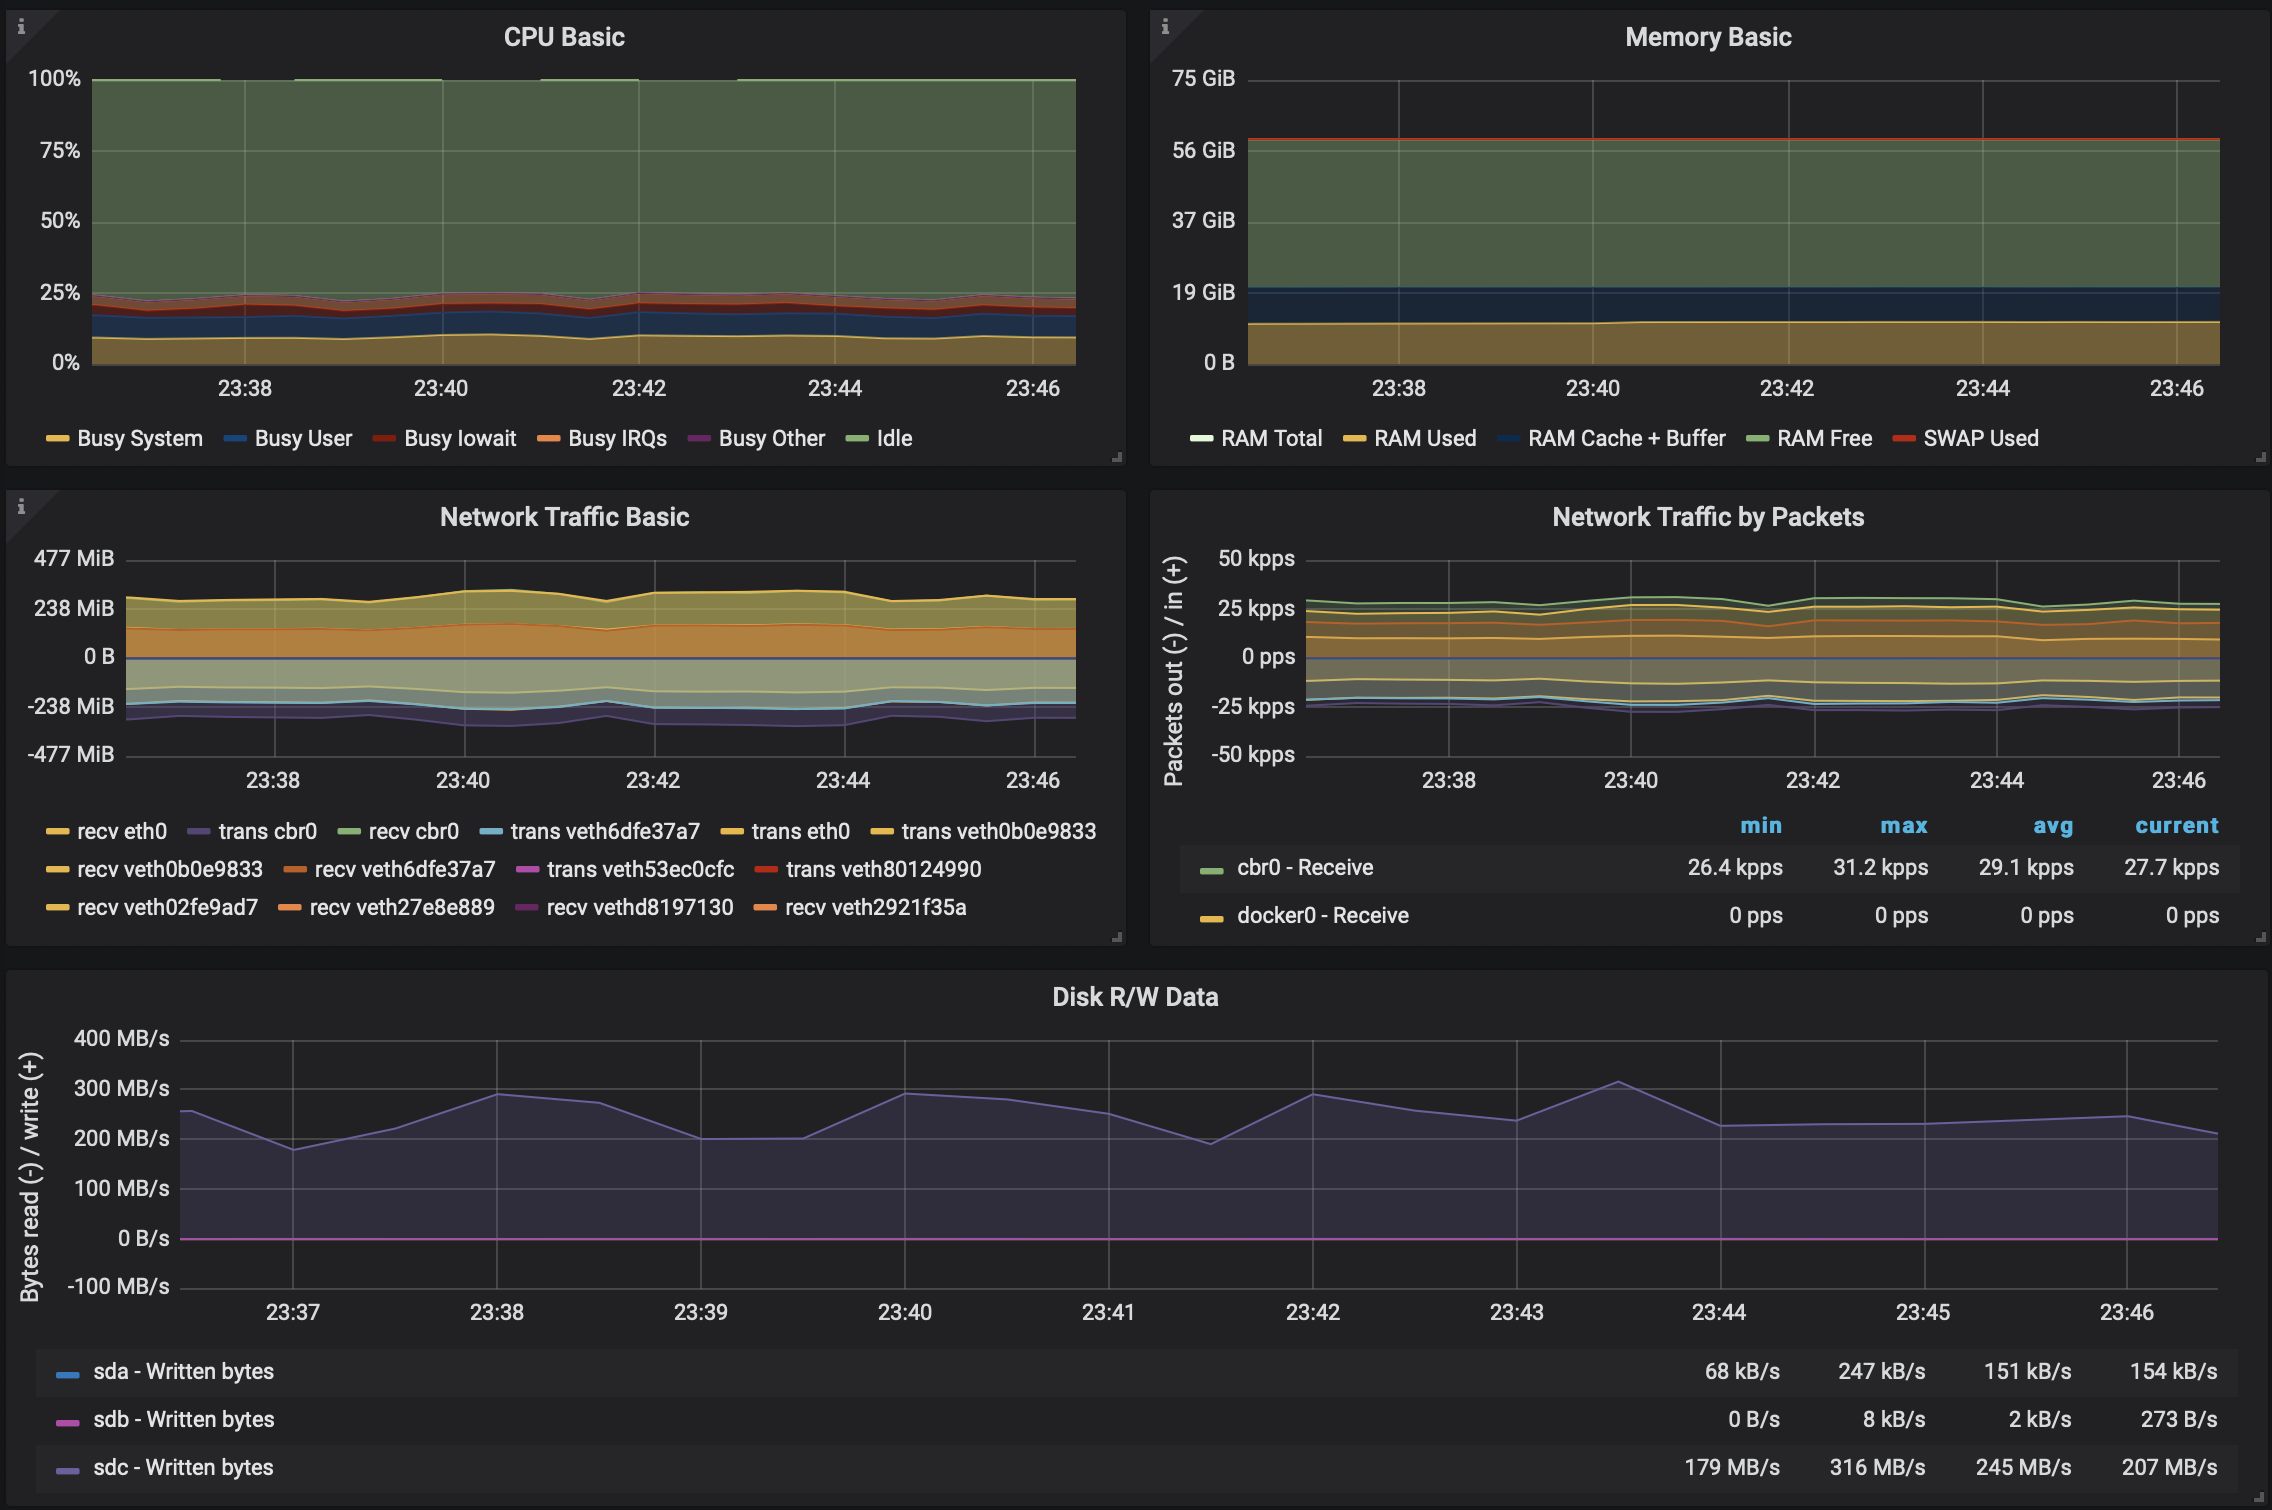 CPU Basic
100%
75%
50%
25%
0%
23:38 23:40 23:42 23:44 23:46
Busy System Busy User Busy Iowait Busy IRQs Busy Other Idle
Memory Basic
75 GiB
56 GiB
37 GiB
19 GiB
0 B
23:38 23:40 23:42 23:44 23:46
RAM Total RAM Used RAM Cache + Buffer RAM Free SWAP Used
Network Traffic Basic
477 MiB
238 MiB
0 B
-238 MiB
-477 MiB
23:38 23:40 23:42 23:44 23:46
recv eth0 trans cbr0 recv cbr0 trans veth6dfe37a7 trans eth0 trans veth0b0e9833
recv veth0b0e9833 recv veth6dfe37a7 trans veth53ec0cfc trans veth80124990
recv veth02fe9ad7 recv veth27e8e889 recv vethd8197130 recv veth2921f35a
Network Traffic by Packets
Packets out (-) / in (+)
50 kpps
25 kpps
0 pps
-25 kpps
-50 kpps
23:38 23:40 23:42 23:44 23:46
min max avg current
cbr0 - Receive 26.4 kpps 31.2 kpps 29.1 kpps 27.7 kpps
docker0 - Receive 0 pps 0 pps 0 pps 0 pps
Disk R/W Data
Bytes read (-) / write (+)
400 MB/s
300 MB/s
200 MB/s
100 MB/s
0 B/s
-100 MB/s
23:37 23:38 23:39 23:40 23:41 23:42 23:43 23:44 23:45 23:46
sda - Written bytes 68 kB/s 247 kB/s 151 kB/s 154 kB/s
sdb - Written bytes 0 B/s 8 kB/s 2 kB/s 273 B/s
sdc - Written bytes 179 MB/s 316 MB/s 245 MB/s 207 MB/s